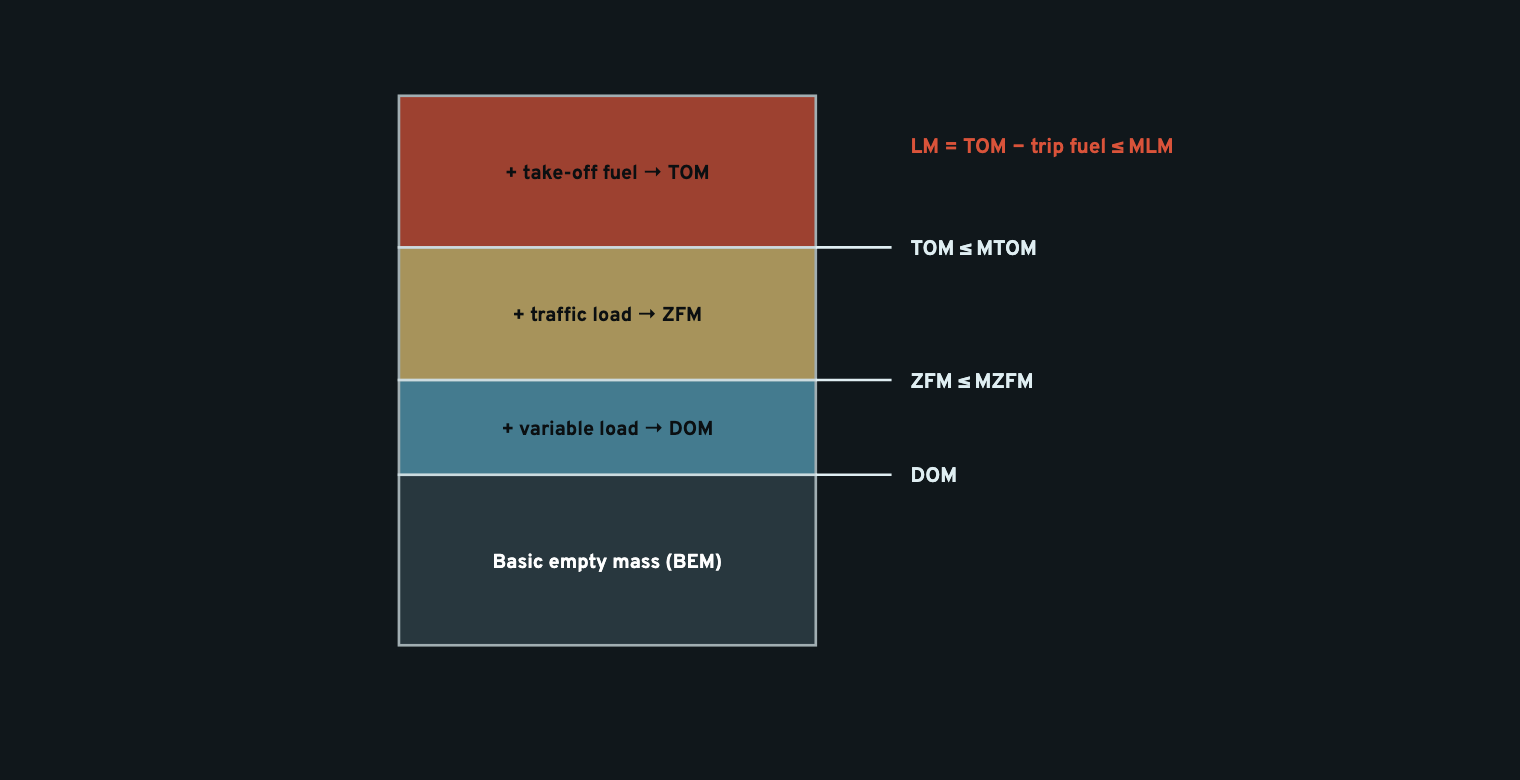 LM = TOM − trip fuel ≤ MLM
+ take-off fuel → TOM
TOM ≤ MTOM
+ traffic load → ZFM
ZFM ≤ MZFM
+ variable load → DOM
DOM
Basic empty mass (BEM)